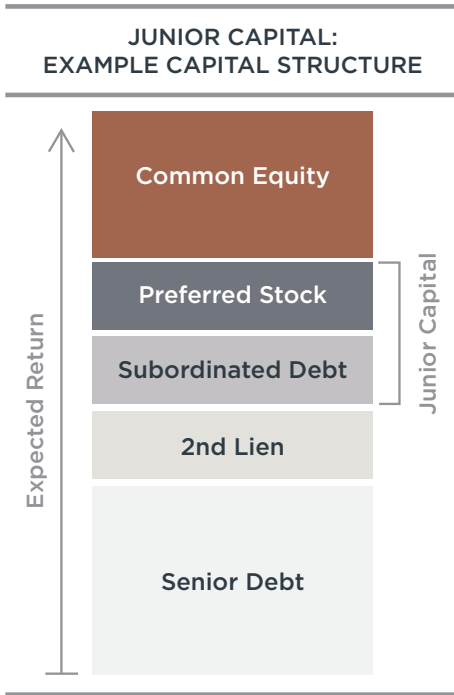 JUNIOR CAPITAL:
EXAMPLE CAPITAL STRUCTURE
Common Equity
Preferred Stock
Subordinated Debt
2nd Lien
Senior Debt
Expected Return
Junior Capital